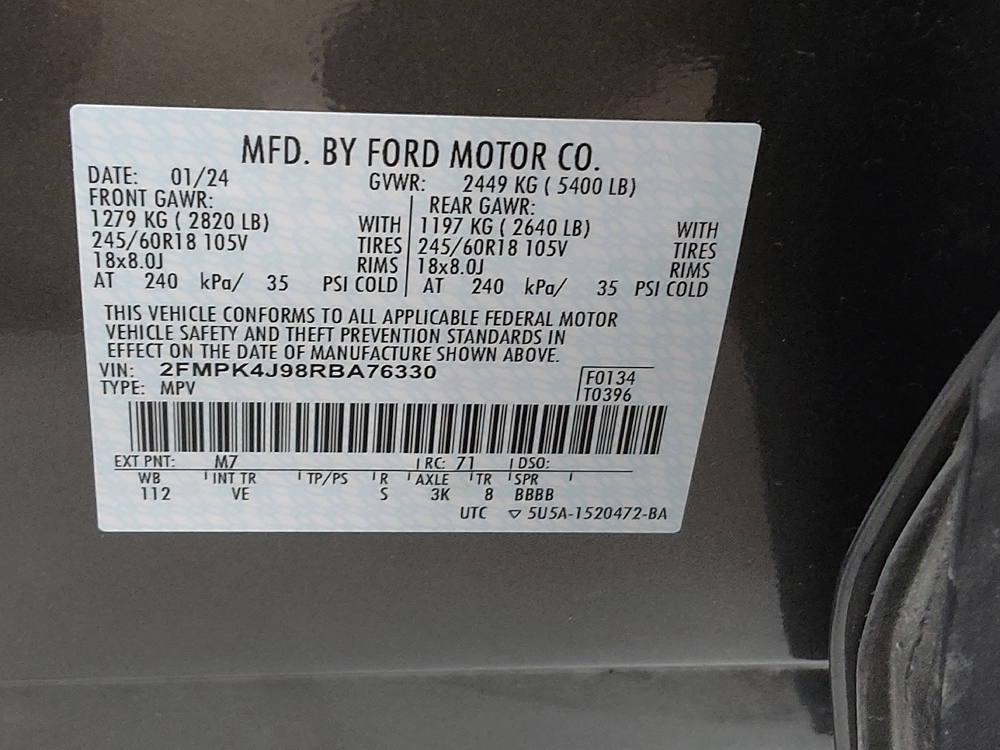 MFD. BY FORD MOTOR CO.
DATE: 01/24 GVWR: 2449 KG ( 5400 LB)
FRONT GAWR: REAR GAWR:
1279 KG ( 2820 LB) WITH 1197 KG ( 2640 LB) WITH
245/60R18 105V TIRES 245/60R18 105V TIRES
18x8.0J RIMS 18x8.0J RIMS
AT 240 kPa/ 35 PSI COLD AT 240 kPa/ 35 PSI COLD
THIS VEHICLE CONFORMS TO ALL APPLICABLE FEDERAL MOTOR
VEHICLE SAFETY AND THEFT PREVENTION STANDARDS IN
EFFECT ON THE DATE OF MANUFACTURE SHOWN ABOVE.
VIN: 2FMPK4J98RBA76330 F0134
TYPE: MPV T0396
EXT PNT: M7 RC: 71 DSO:
WB INT TR TP/PS R AXLE TR SPR
112 VE S 3K 8 BBBB
UTC ▽ 5U5A-1520472-BA